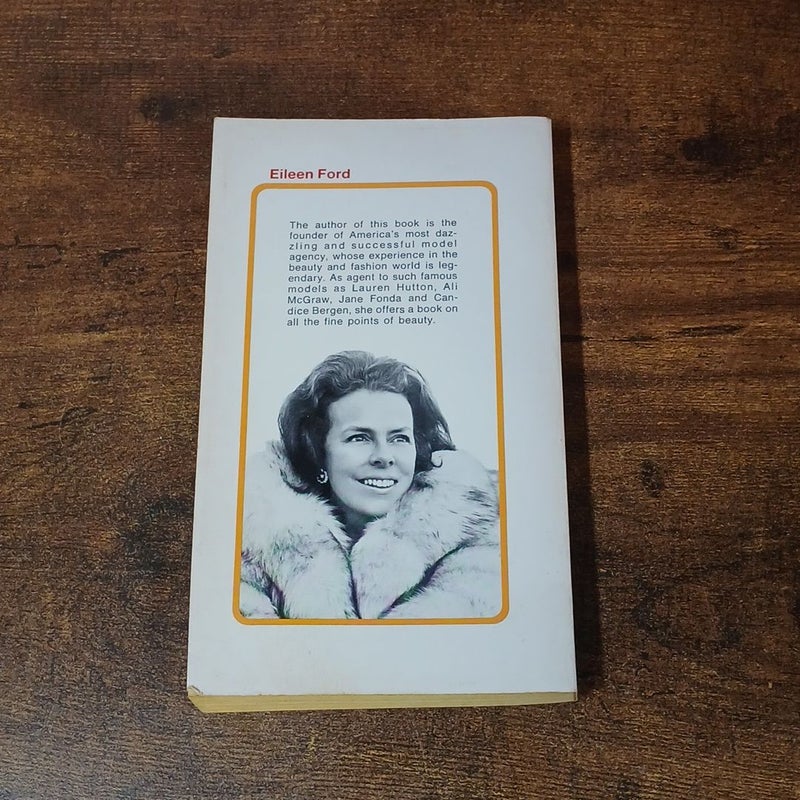 Eileen Ford
The author of this book is the
founder of America's most daz-
zling and successful model
agency, whose experience in the
beauty and fashion world is leg-
endary. As agent to such famous
models as Lauren Hutton, Ali
McGraw, Jane Fonda and Can-
dice Bergen, she offers a book on
all the fine points of beauty.